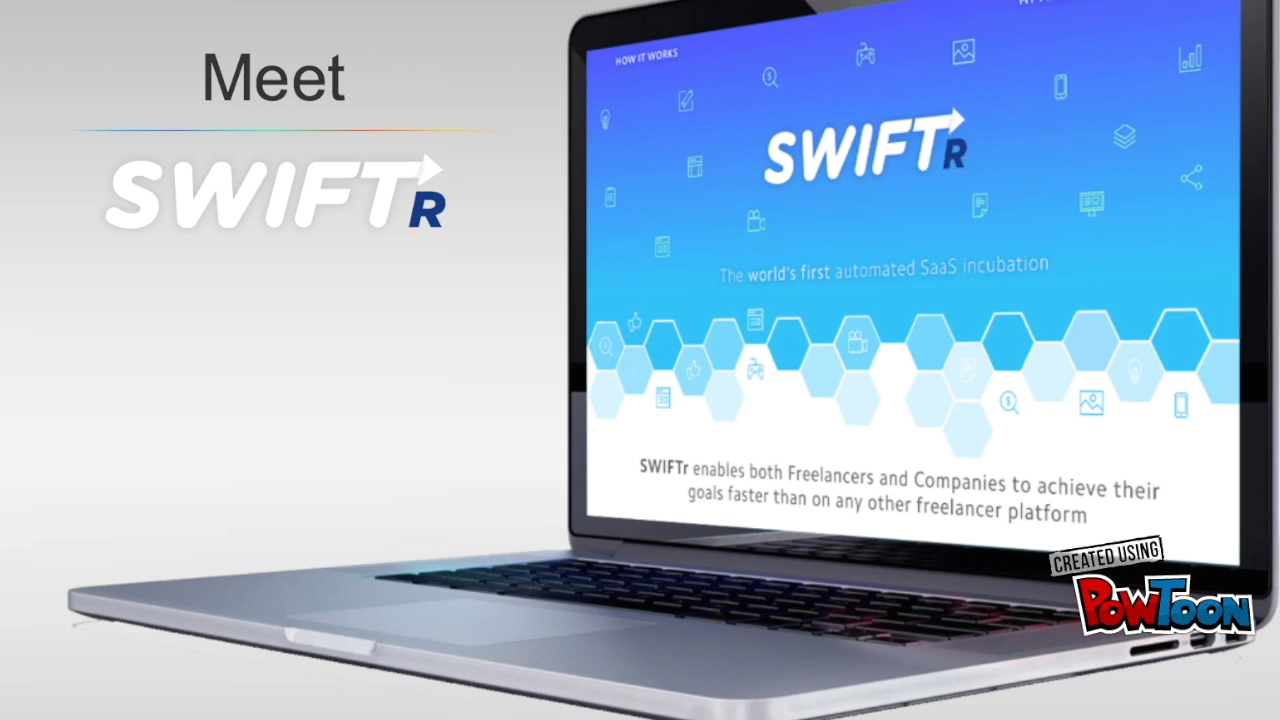 Meet
SWIFTR
HOW IT WORKS
SWIFTR
The world's first automated SaaS incubation
SWIFTr enables both Freelancers and Companies to achieve their
goals faster than on any other freelancer platform
CREATED USING
POWTOON